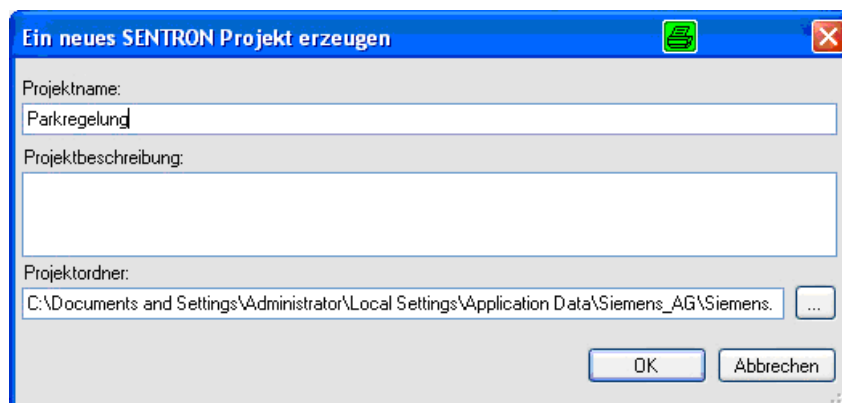 Ein neues SENTRON Projekt erzeugen
Projektname:
Parkregelung
Projektbeschreibung:
Projektordner:
C:\Documents and Settings\Administrator\Local Settings\Application Data\Siemens_AG\Siemens.
...
OK Abbrechen